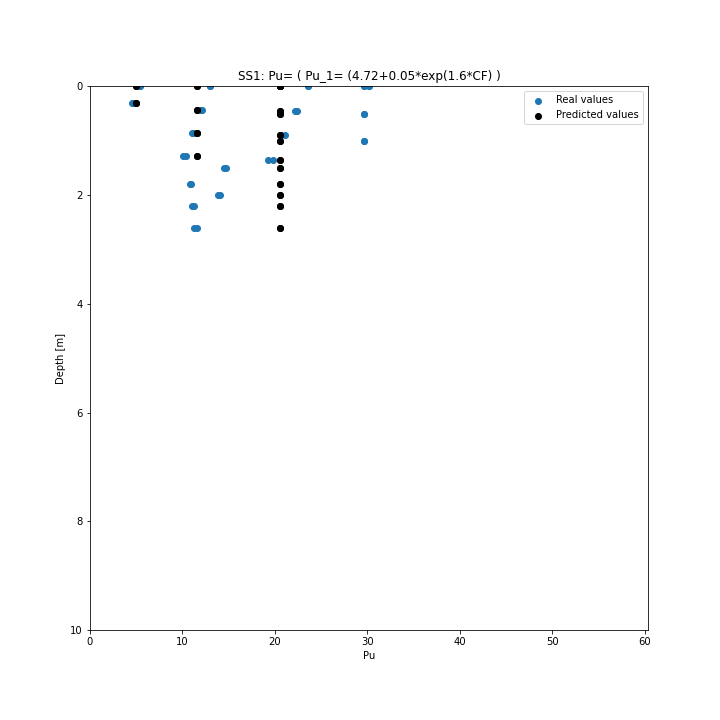 SS1: Pu= ( Pu_1= (4.72+0.05*exp(1.6*CF) )
Real values
Predicted values
0
2
4
6
8
10
Depth [m]
0 10 20 30 40 50 60
Pu